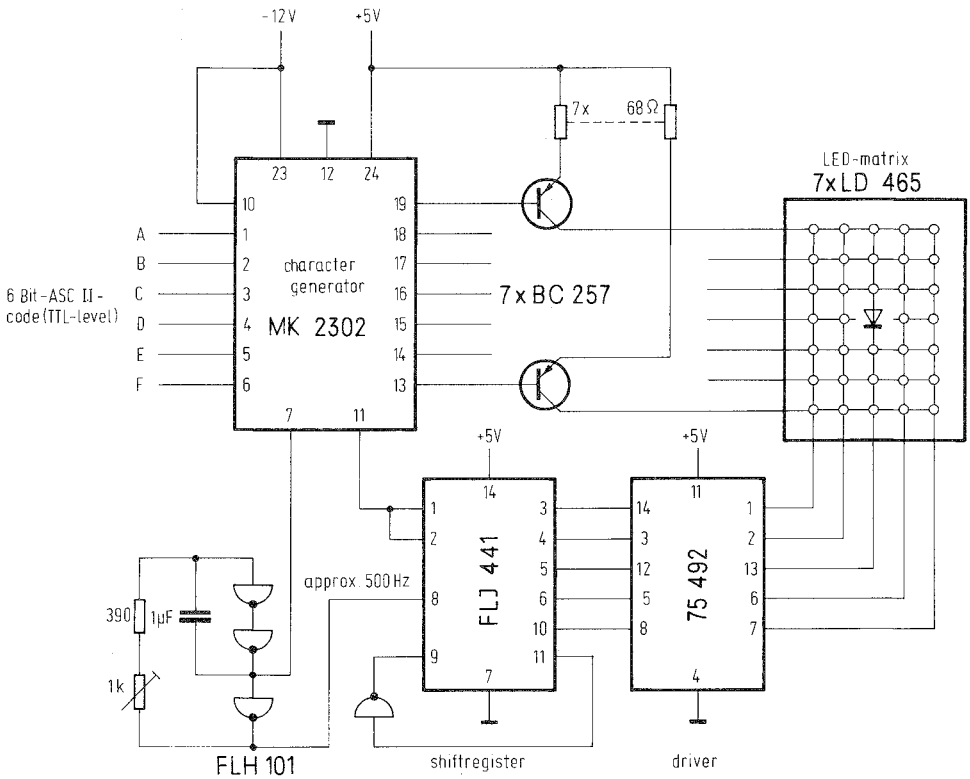 -12V
+5V
7x
68Ω
LED-matrix
7xLD 465
23
12
24
10
19
A
1
18
B
2
17
character
generator
6 Bit-ASC II-
code(TTL-level)
C
3
16
7xBC 257
D
4
MK 2302
15
E
5
14
F
6
13
7
11
+5V
+5V
14
11
1
3
14
1
2
4
3
2
5
12
13
approx. 500Hz
8
FLJ 441
6
5
75 492
6
10
8
7
9
11
390
1µF
1k
7
4
FLH 101
shiftregister
driver